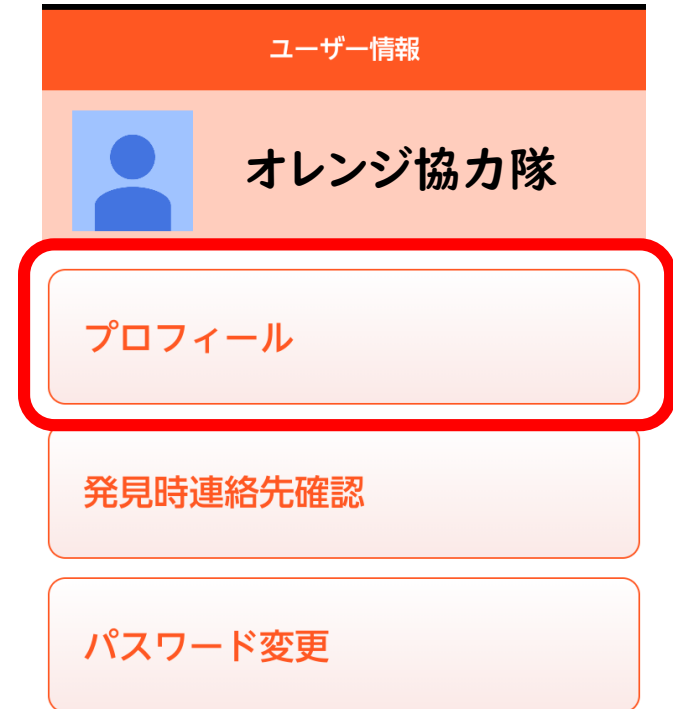 ユーザー情報
オレンジ協力隊
プロフィール
発見時連絡先確認
パスワード変更